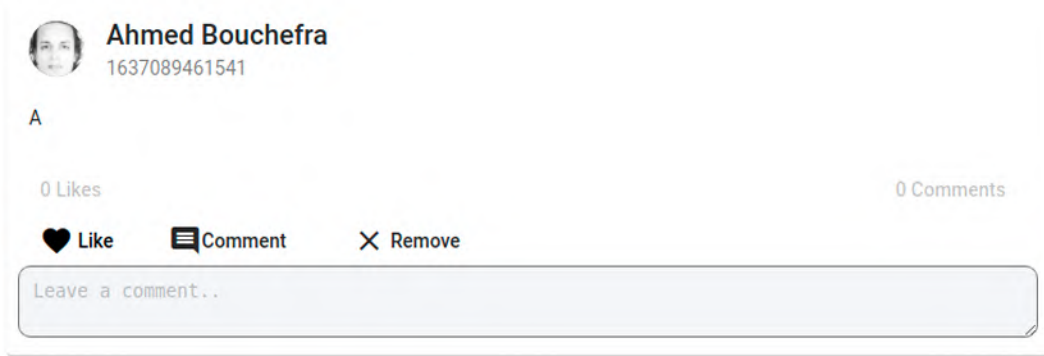 Ahmed Bouchefra
1637089461541
A
0 Likes 0 Comments
Like Comment Remove
Leave a comment..